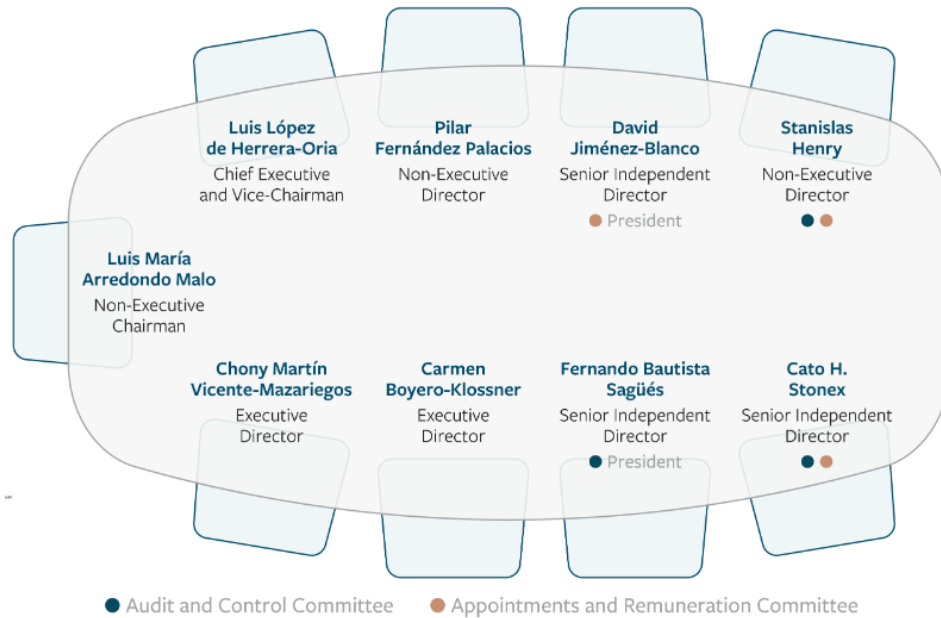 Luis López
de Herrera-Oria
Chief Executive
and Vice-Chairman
Pilar
Fernández Palacios
Non-Executive
Director
David
Jiménez-Blanco
Senior Independent
Director
President
Stanislas
Henry
Non-Executive
Director
Luis María
Arredondo Malo
Non-Executive
Chairman
Chony Martín
Vicente-Mazariegos
Executive
Director
Carmen
Boyero-Klossner
Executive
Director
Fernando Bautista
Sagüés
Senior Independent
Director
President
Cato H.
Stonex
Senior Independent
Director
Audit and Control Committee
Appointments and Remuneration Committee